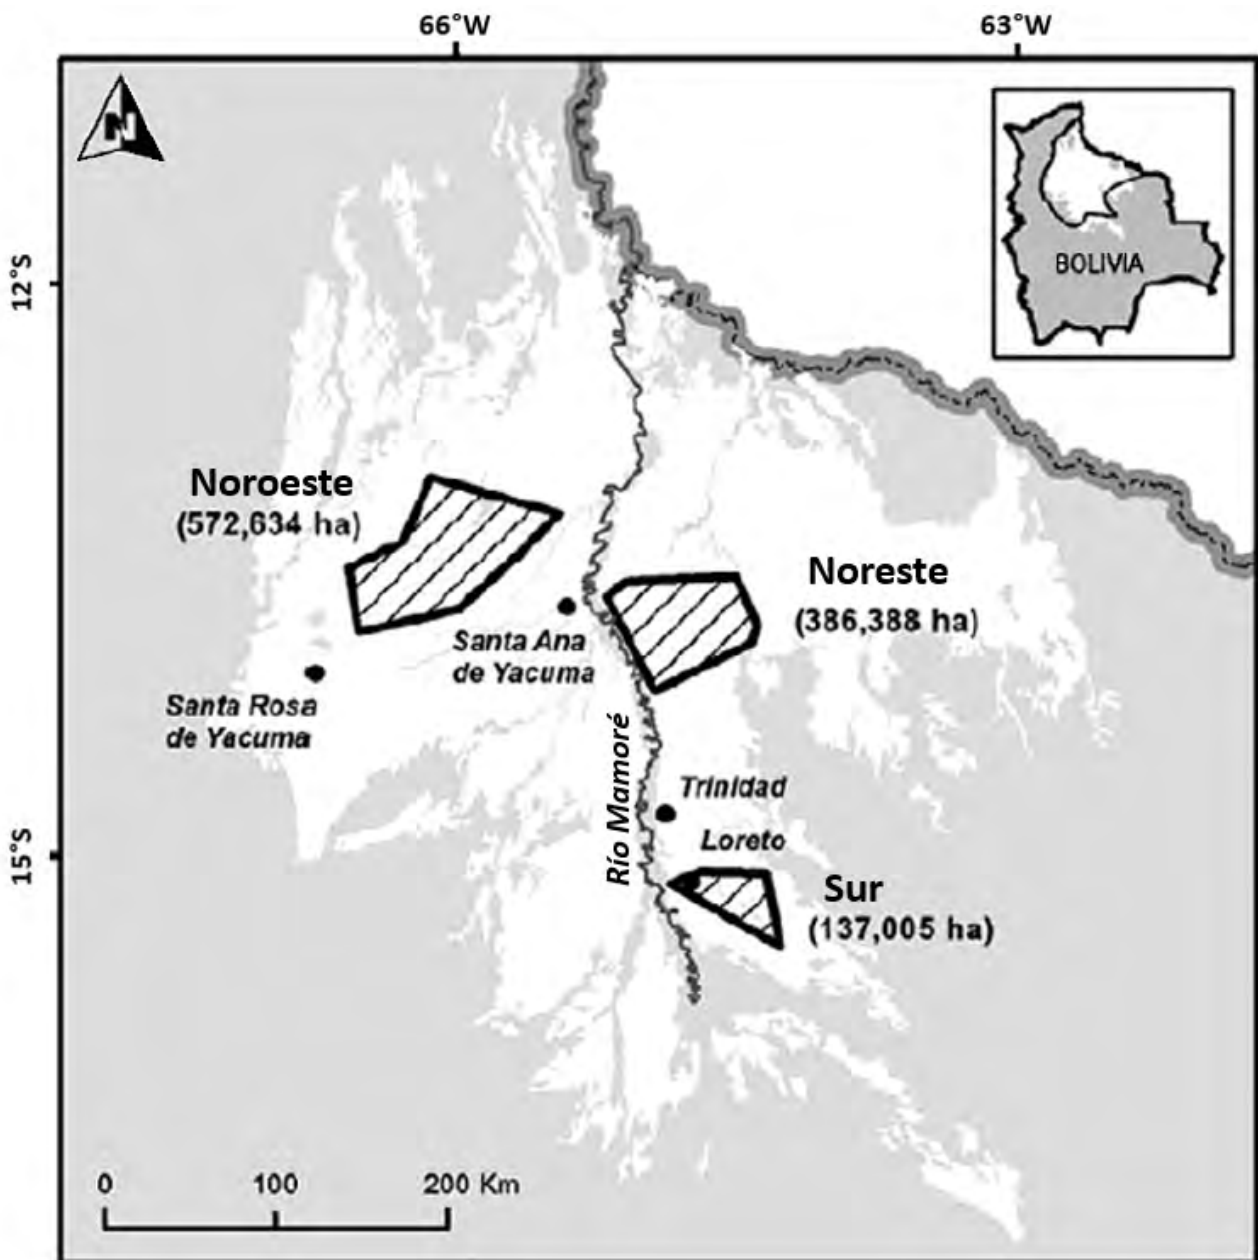 66°W
63°W
N
BOLIVIA
12°S
Noroeste
(572,634 ha)
Noreste
(386,388 ha)
Santa Ana
de Yacuma
Santa Rosa
de Yacuma
Río Mamoré
Trinidad
Loreto
15°S
Sur
(137,005 ha)
0 100 200 Km